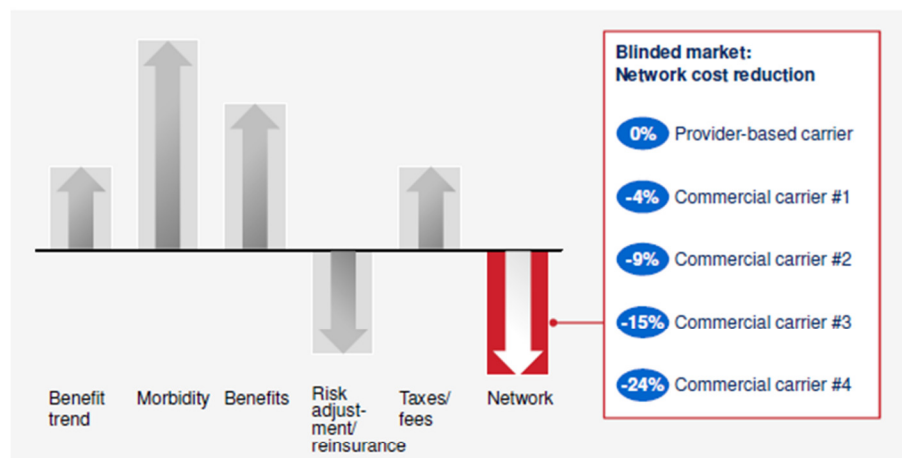 Blinded market:
Network cost reduction
0% Provider-based carrier
-4% Commercial carrier #1
-9% Commercial carrier #2
-15% Commercial carrier #3
-24% Commercial carrier #4
Benefit
trend
Morbidity
Benefits
Risk
adjust-
ment/
reinsurance
Taxes/
fees
Network